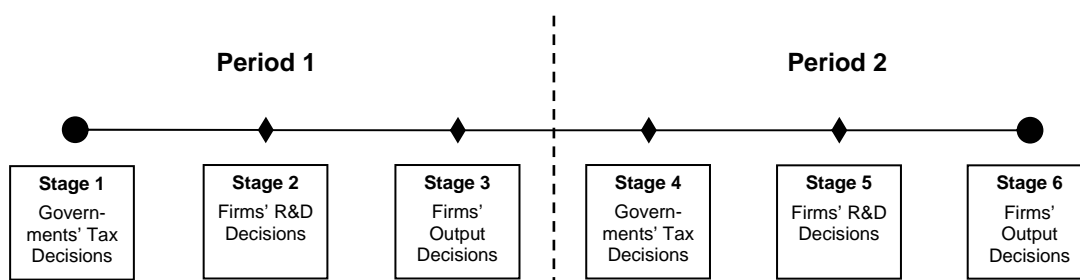 Period 1
Period 2
Stage 1
Govern-
ments' Tax
Decisions
Stage 2
Firms' R&D
Decisions
Stage 3
Firms'
Output
Decisions
Stage 4
Govern-
ments' Tax
Decisions
Stage 5
Firms' R&D
Decisions
Stage 6
Firms'
Output
Decisions